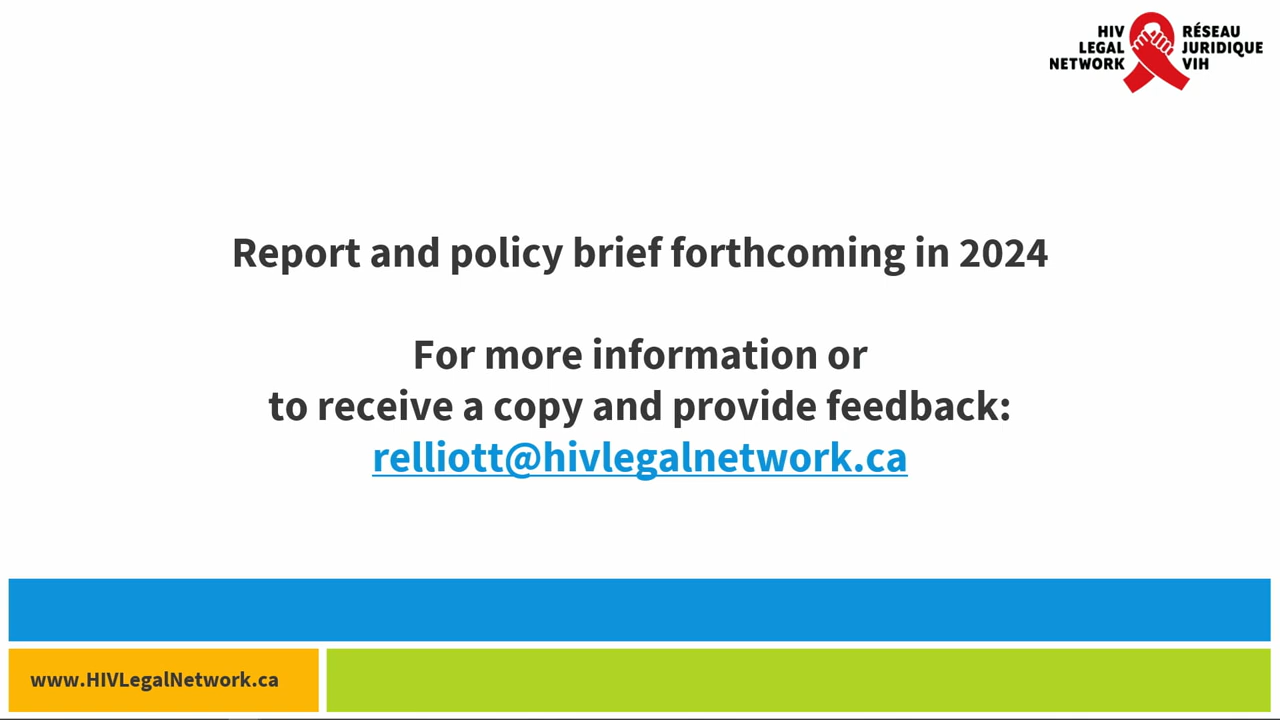 HIV
LEGAL
NETWORK
RÉSEAU
JURIDIQUE
VIH
Report and policy brief forthcoming in 2024
For more information or
to receive a copy and provide feedback:
relliott@hivlegalnetwork.ca
www.HIVLegalNetwork.ca